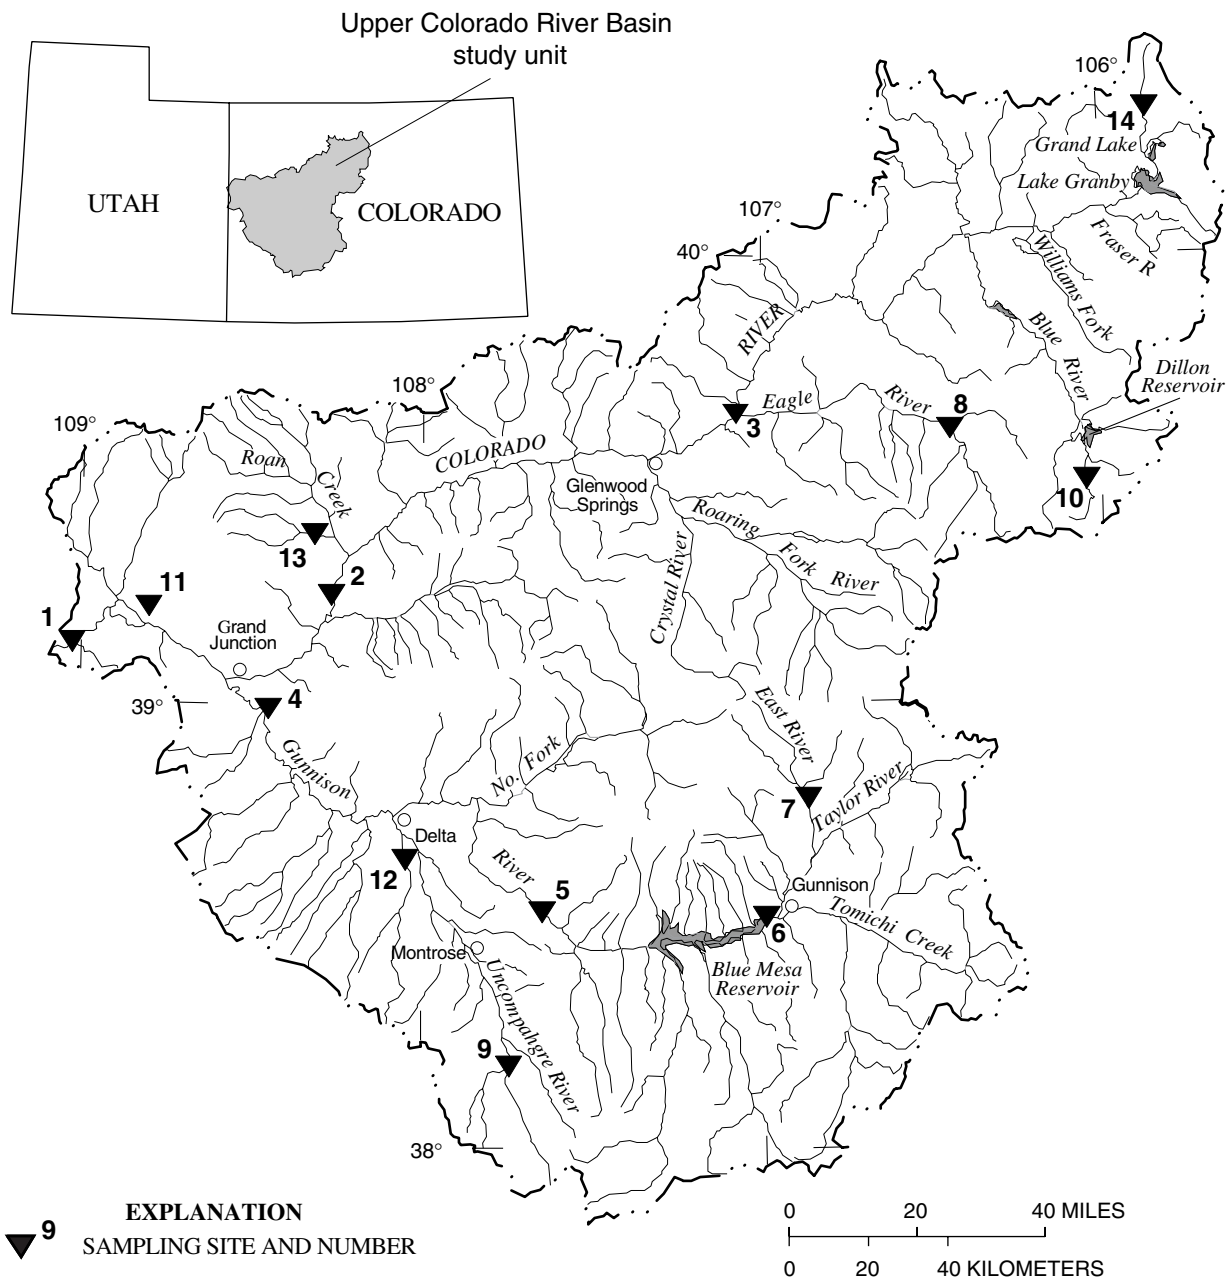 Upper Colorado River Basin
study unit
UTAH
COLORADO
106°
14
Grand Lake
Lake Granby
107°
40°
Fraser R
Williams Fork
RIVER
Blue River
Dillon
Reservoir
108°
109°
Eagle River
3
8
10
Roan Creek
COLORADO
Glenwood
Springs
Roaring Fork River
Crystal River
13
2
11
1
Grand
Junction
39°
4
Gunnison
River
No. Fork
East River
7
Taylor River
Delta
12
5
Gunnison
6
Tomichi Creek
Blue Mesa
Reservoir
Montrose
Uncompahgre River
9
38°
EXPLANATION
9
SAMPLING SITE AND NUMBER
0 20 40 MILES
0 20 40 KILOMETERS